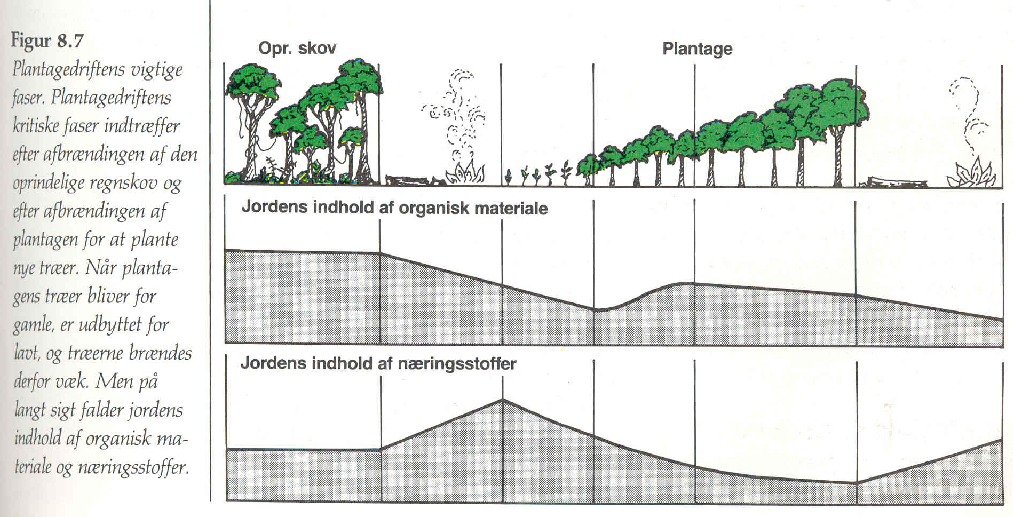 Figur 8.7
Plantagedriftens vigtige
faser. Plantagedriftens
kritiske faser indtræffer
efter afbrændingen af den
oprindelige regnskov og
efter afbrændingen af
plantagen for at plante
nye træer. Når planta-
gens træer bliver for
gamle, er udbyttet for
lavt, og træerne brændes
derfor væk. Men på
langt sigt falder jordens
indhold af organisk ma-
teriale og næringsstoffer.
Opr. skov
Plantage
Jordens indhold af organisk materiale
Jordens indhold af næringsstoffer